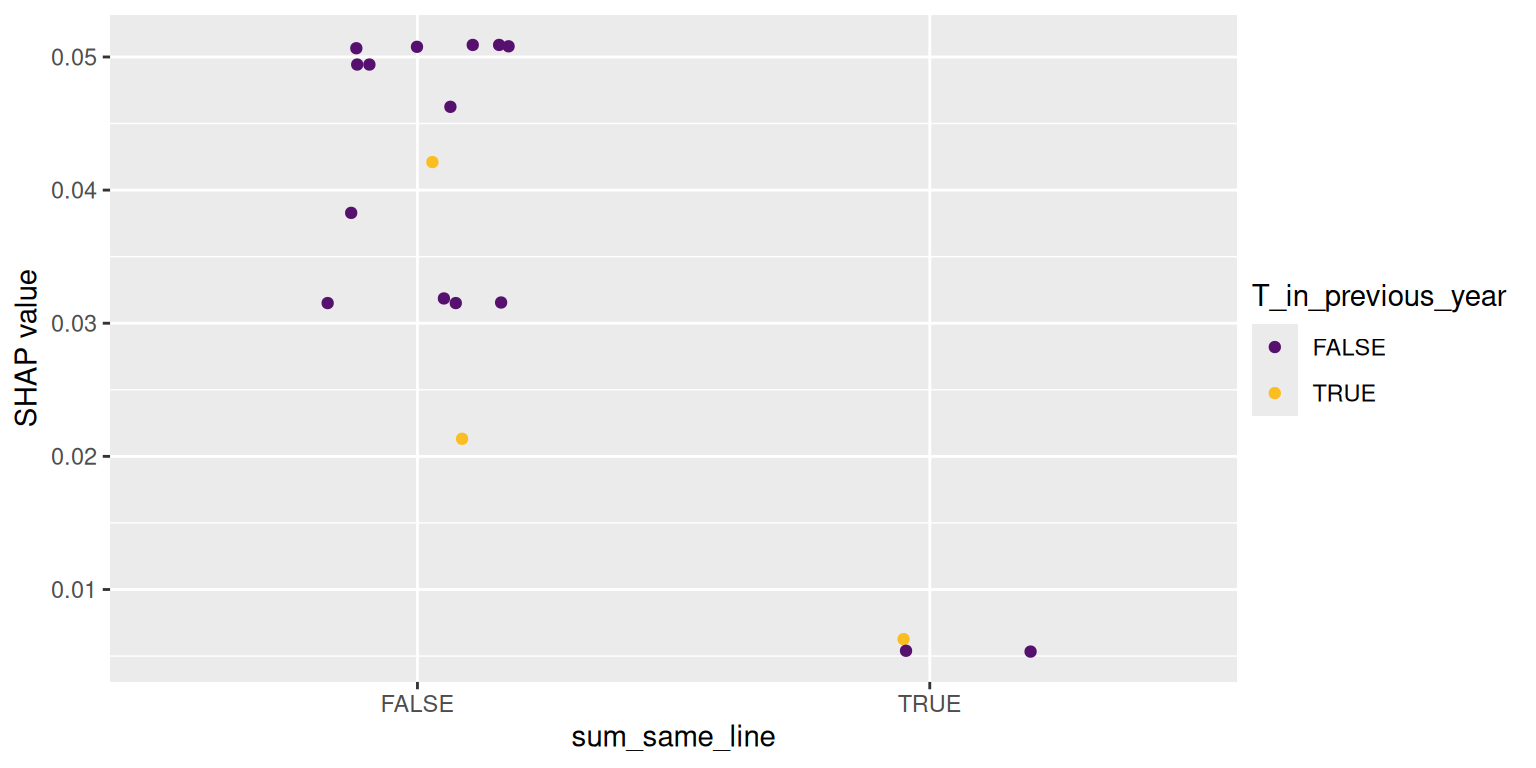 0.05
0.04
0.03
0.02
0.01
SHAP value
FALSE
TRUE
sum_same_line
T_in_previous_year
FALSE
TRUE